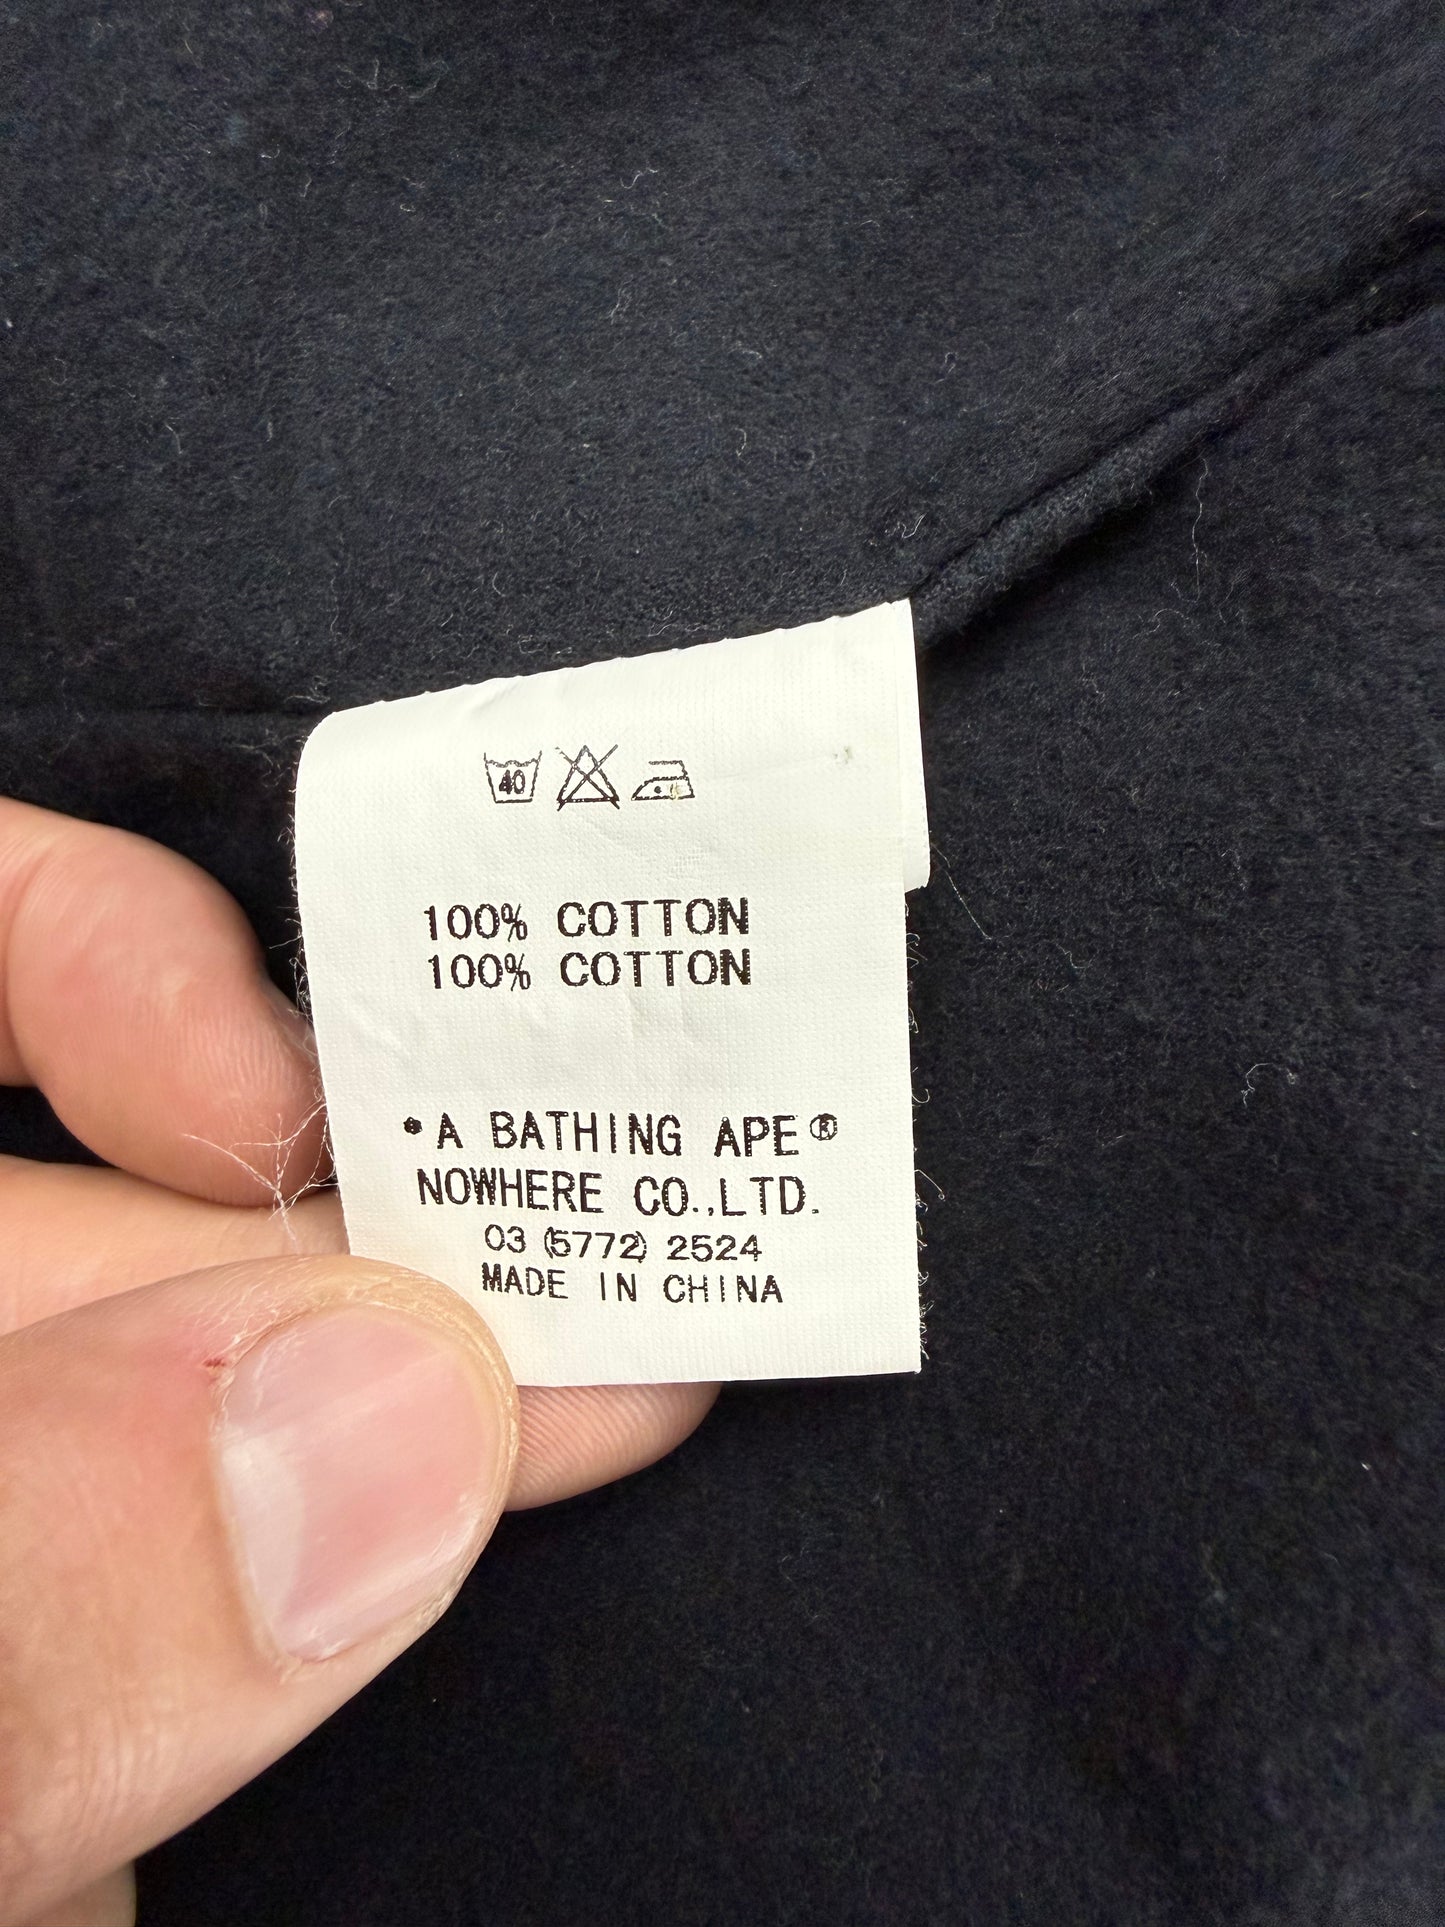 40
100% COTTON
100% COTTON
*A BATHING APE®
NOWHERE CO.,LTD.
03 (5772) 2524
MADE IN CHINA